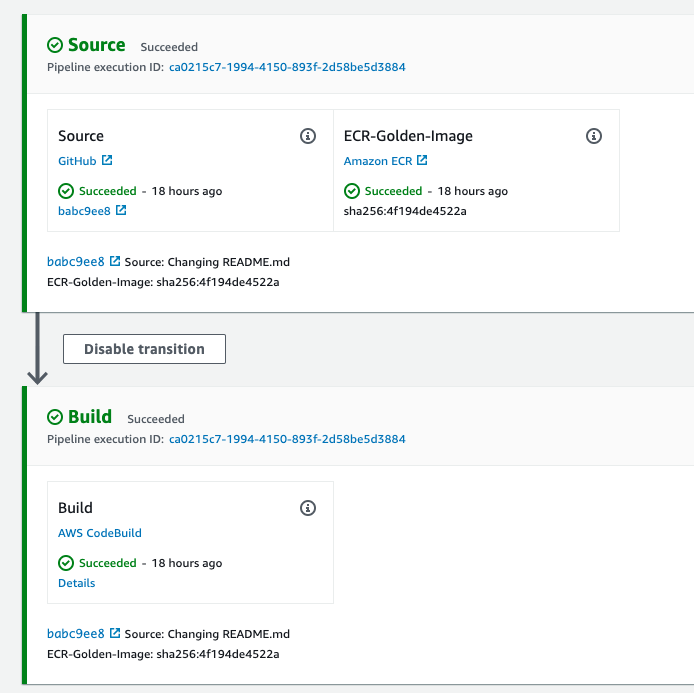 Source Succeeded
Pipeline execution ID: ca0215c7-1994-4150-893f-2d58be5d3884
Source
GitHub
Succeeded - 18 hours ago
babc9ee8
ECR-Golden-Image
Amazon ECR
Succeeded - 18 hours ago
sha256:4f194de4522a
babc9ee8 Source: Changing README.md
ECR-Golden-Image: sha256:4f194de4522a
Disable transition
Build Succeeded
Pipeline execution ID: ca0215c7-1994-4150-893f-2d58be5d3884
Build
AWS CodeBuild
Succeeded - 18 hours ago
Details
babc9ee8 Source: Changing README.md
ECR-Golden-Image: sha256:4f194de4522a